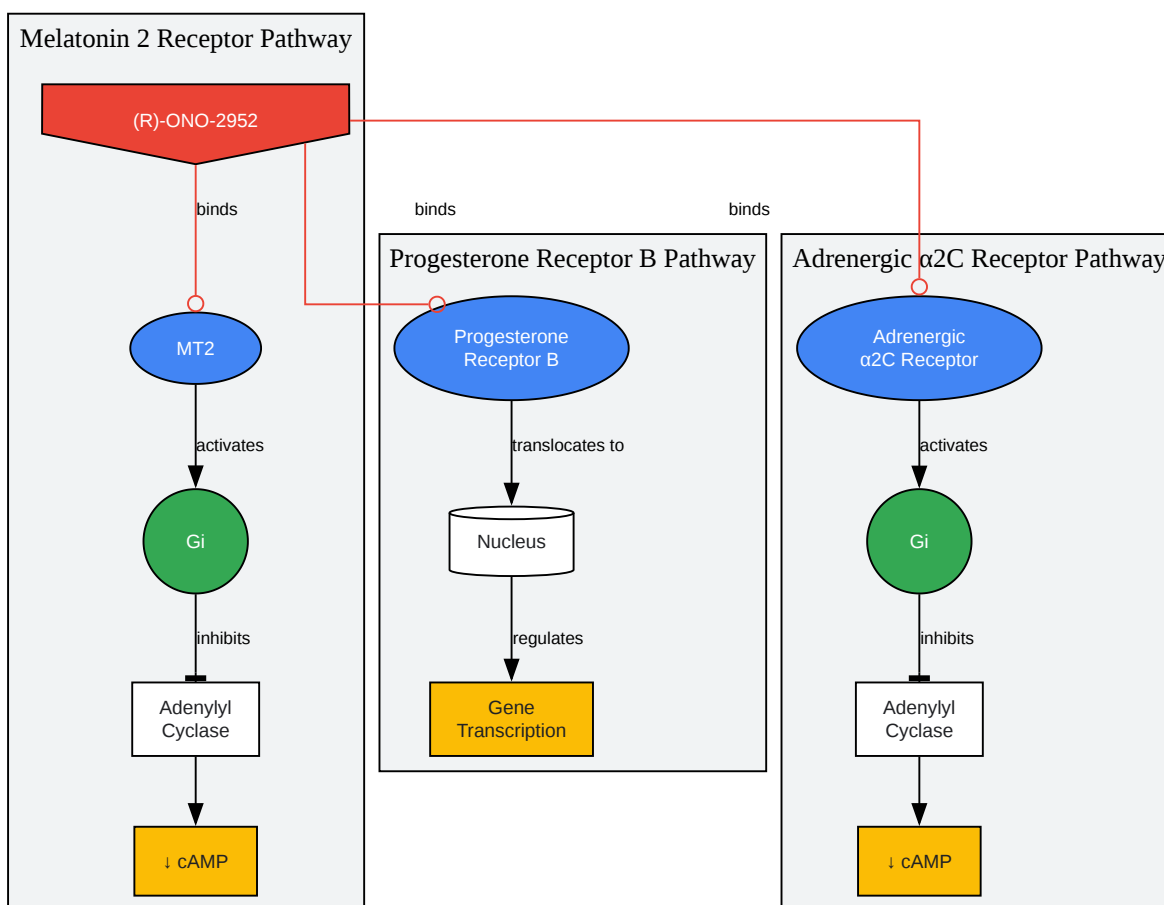 Melatonin 2 Receptor Pathway
(R)-ONO-2952
binds
MT2
activates
Gi
inhibits
Adenylyl
Cyclase
↓ cAMP
binds
Progesterone Receptor B Pathway
Progesterone
Receptor B
translocates to
Nucleus
regulates
Gene
Transcription
binds
Adrenergic α2C Receptor Pathway
Adrenergic
α2C Receptor
activates
Gi
inhibits
Adenylyl
Cyclase
↓ cAMP